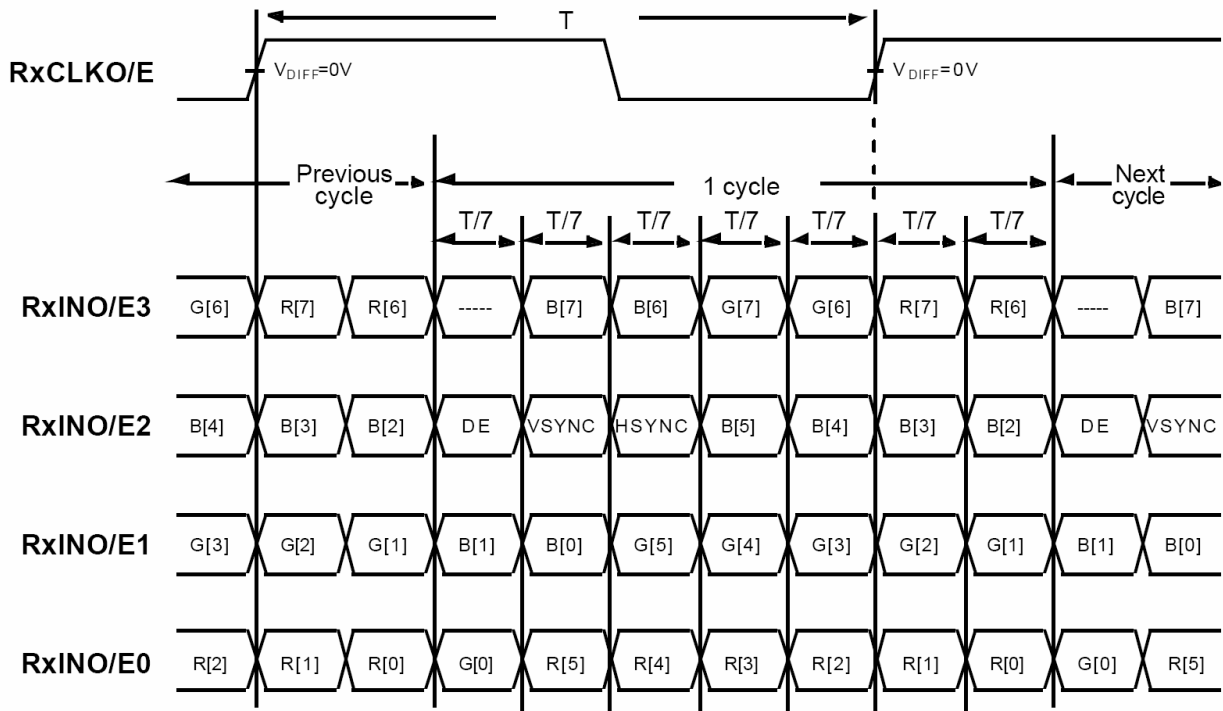 T
RxCLKO/E
VDIFF=0V
VDIFF=0V
Previous
cycle
1 cycle
Next
cycle
T/7 T/7 T/7 T/7 T/7 T/7 T/7
RxINO/E3 G[6] R[7] R[6] ----- B[7] B[6] G[7] G[6] R[7] R[6] ----- B[7]
RxINO/E2 B[4] B[3] B[2] DE VSYNC HSYNC B[5] B[4] B[3] B[2] DE VSYNC
RxINO/E1 G[3] G[2] G[1] B[1] B[0] G[5] G[4] G[3] G[2] G[1] B[1] B[0]
RxINO/E0 R[2] R[1] R[0] G[0] R[5] R[4] R[3] R[2] R[1] R[0] G[0] R[5]